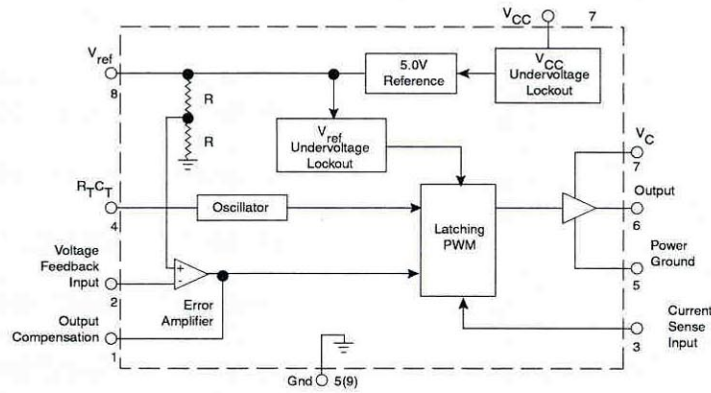 VCC 7
Vref
8
5.0V
Reference
VCC
Undervoltage
Lockout
R
R
Vref
Undervoltage
Lockout
VC
7
RTCT
4
Oscillator
Latching
PWM
Output
6
Voltage
Feedback
Input
2
+
-
Error
Amplifier
Power
Ground
5
Output
Compensation
1
Current
Sense
Input
3
Gnd 5(9)